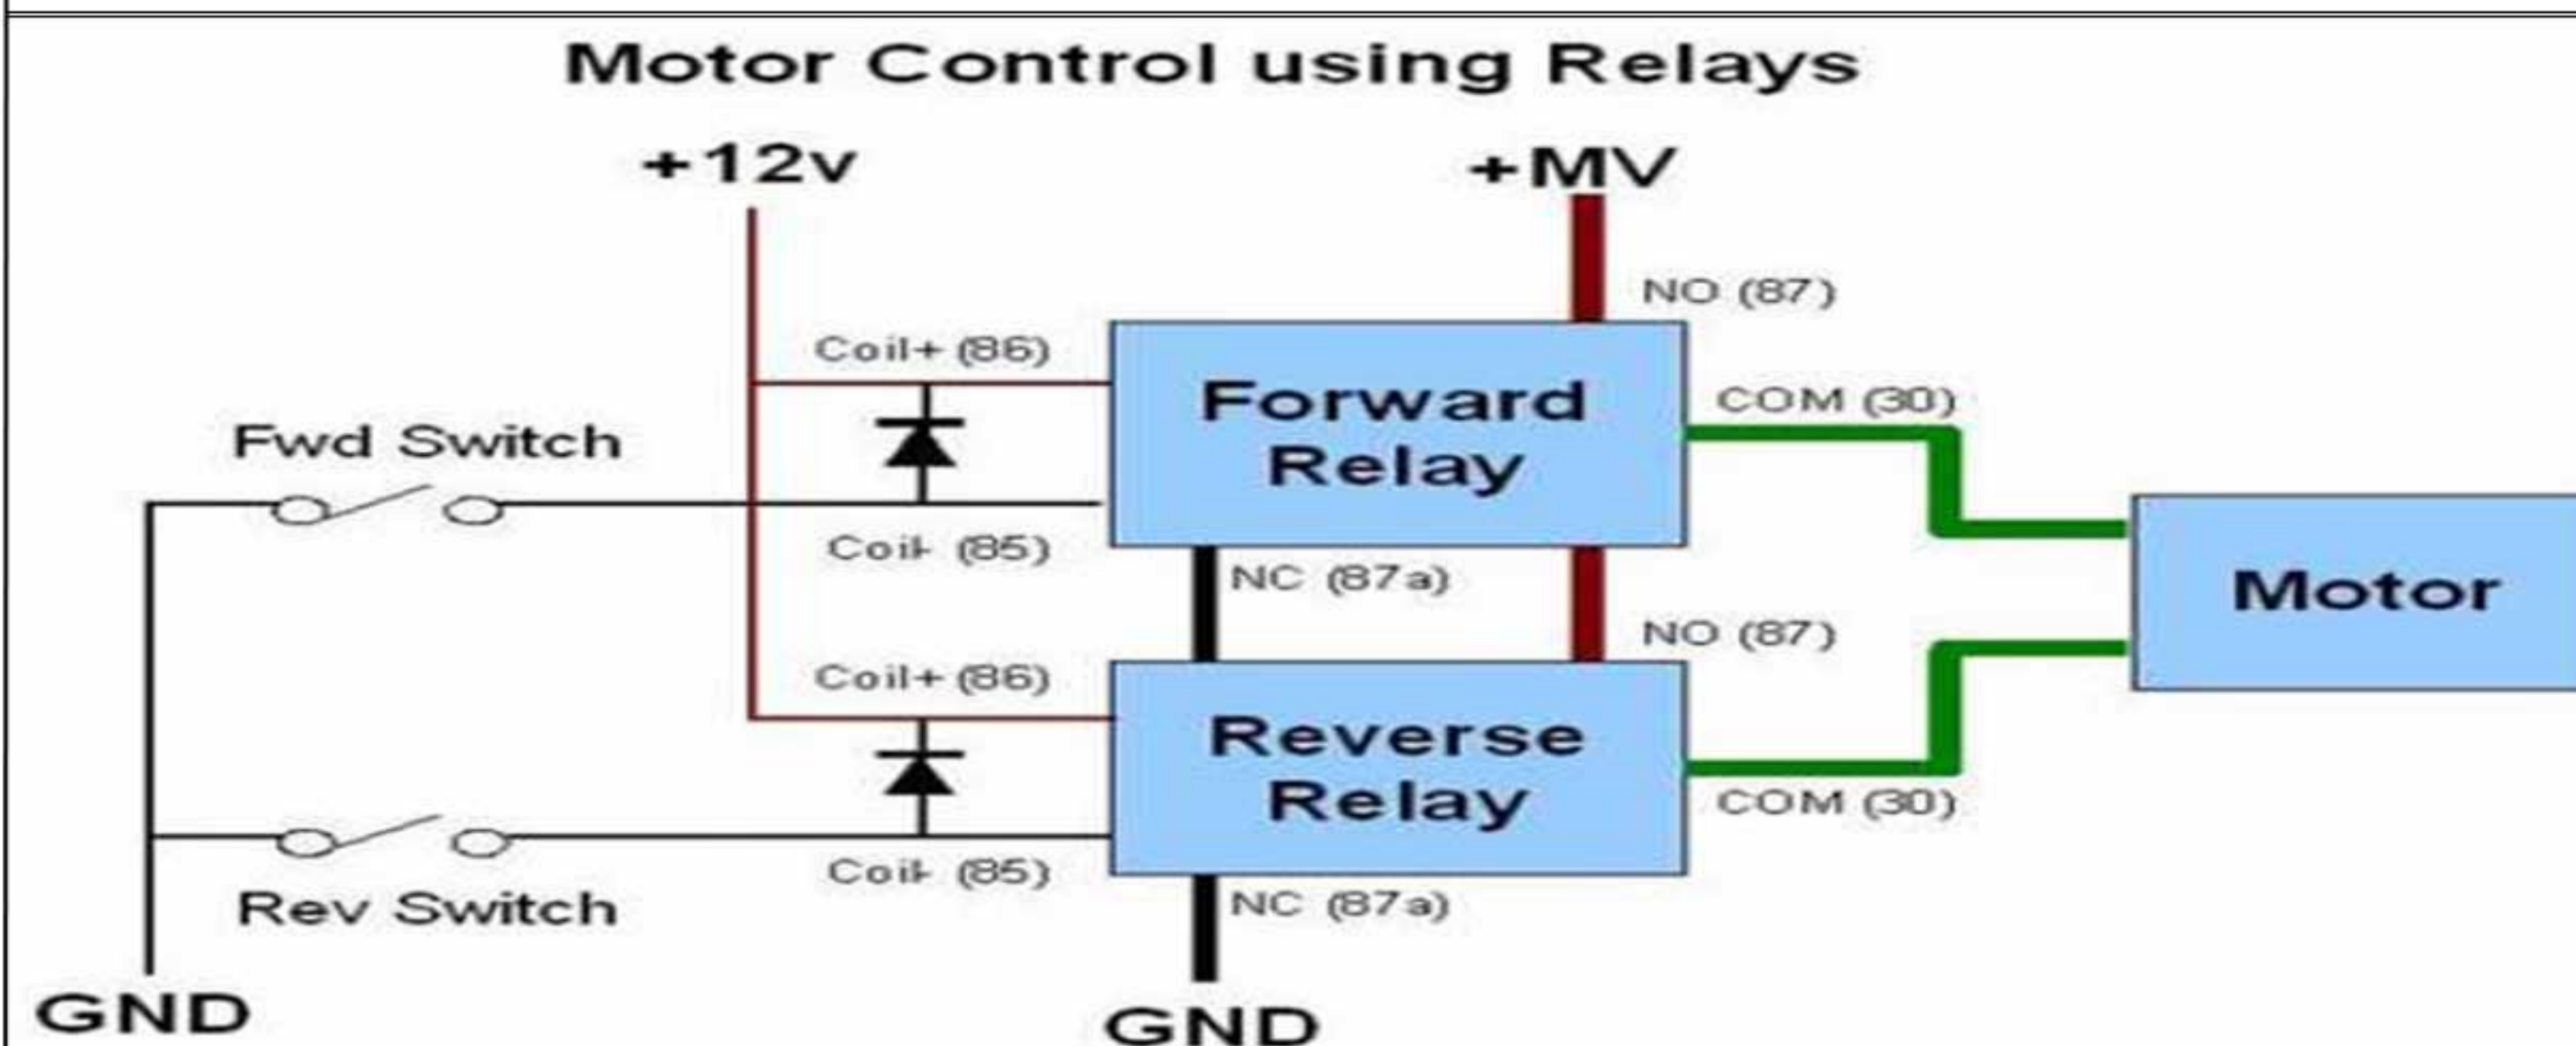 Motor Control using Relays
+12v
+MV
NO (87)
Coil+ (86)
Forward
Relay
COM (30)
Fwd Switch
Coil- (85)
NC (87a)
Motor
NO (87)
Coil+ (86)
Reverse
Relay
COM (30)
Coil- (85)
Rev Switch
NC (87a)
GND
GND